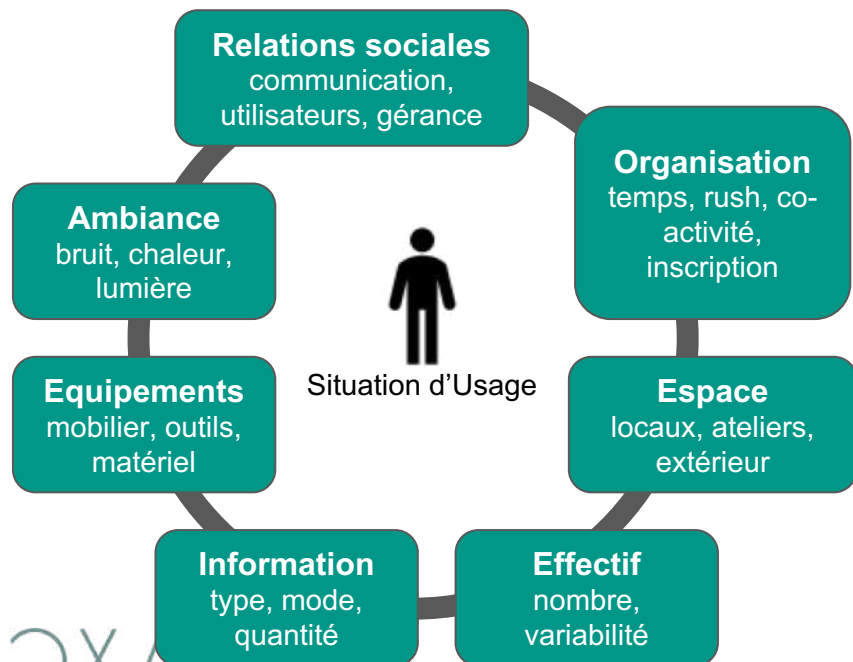 Relations sociales
communication,
utilisateurs, gérance
Organisation
temps, rush, co-
activité,
inscription
Ambiance
bruit, chaleur,
lumière
Situation d’Usage
Equipements
mobilier, outils,
matériel
Espace
locaux, ateliers,
extérieur
Information
type, mode,
quantité
Effectif
nombre,
variabilité